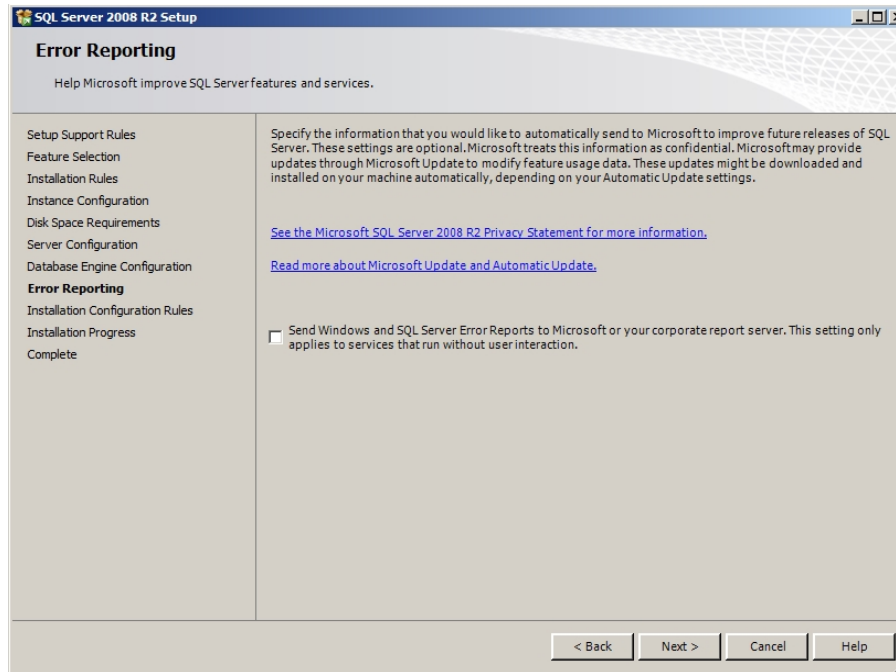 SQL Server 2008 R2 Setup
Error Reporting
Help Microsoft improve SQL Server features and services.
Setup Support Rules
Feature Selection
Installation Rules
Instance Configuration
Disk Space Requirements
Server Configuration
Database Engine Configuration
Error Reporting
Installation Configuration Rules
Installation Progress
Complete
Specify the information that you would like to automatically send to Microsoft to improve future releases of SQL
Server. These settings are optional. Microsoft treats this information as confidential. Microsoft may provide
updates through Microsoft Update to modify feature usage data. These updates might be downloaded and
installed on your machine automatically, depending on your Automatic Update settings.
See the Microsoft SQL Server 2008 R2 Privacy Statement for more information.
Read more about Microsoft Update and Automatic Update.
Send Windows and SQL Server Error Reports to Microsoft or your corporate report server. This setting only
applies to services that run without user interaction.
< Back
Next >
Cancel
Help